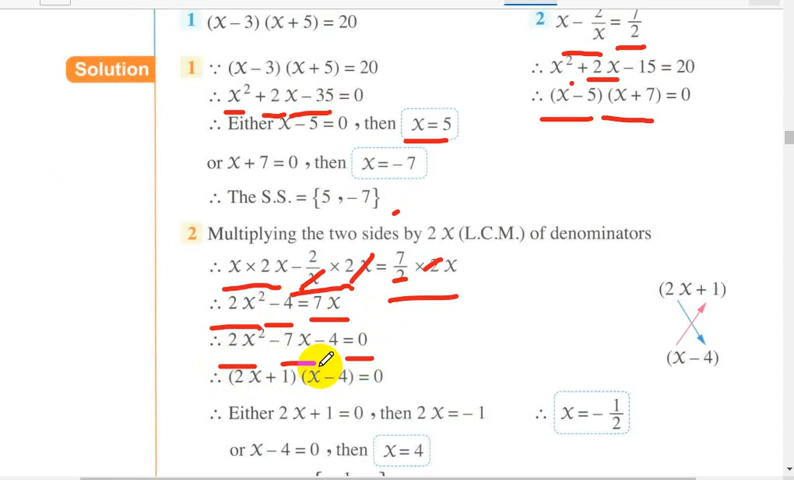 1 (x − 3) (x + 5) = 20
2 x − 2/x = 7/2
Solution
1 ∵ (x − 3) (x + 5) = 20
∴ x² + 2 x − 15 = 20
∴ x² + 2 x − 35 = 0
∴ (x − 5) (x + 7) = 0
∴ Either x − 5 = 0 , then x = 5
or x + 7 = 0 , then x = − 7
∴ The S.S. = {5 , − 7}
2 Multiplying the two sides by 2 x (L.C.M.) of denominators
∴ x × 2 x − 2/x × 2 x = 7/2 × 2 x
∴ 2 x² − 4 = 7 x
∴ 2 x² − 7 x − 4 = 0
∴ (2 x + 1) (x − 4) = 0
(2 x + 1)
(x − 4)
∴ Either 2 x + 1 = 0 , then 2 x = − 1
∴ x = − 1/2
or x − 4 = 0 , then x = 4